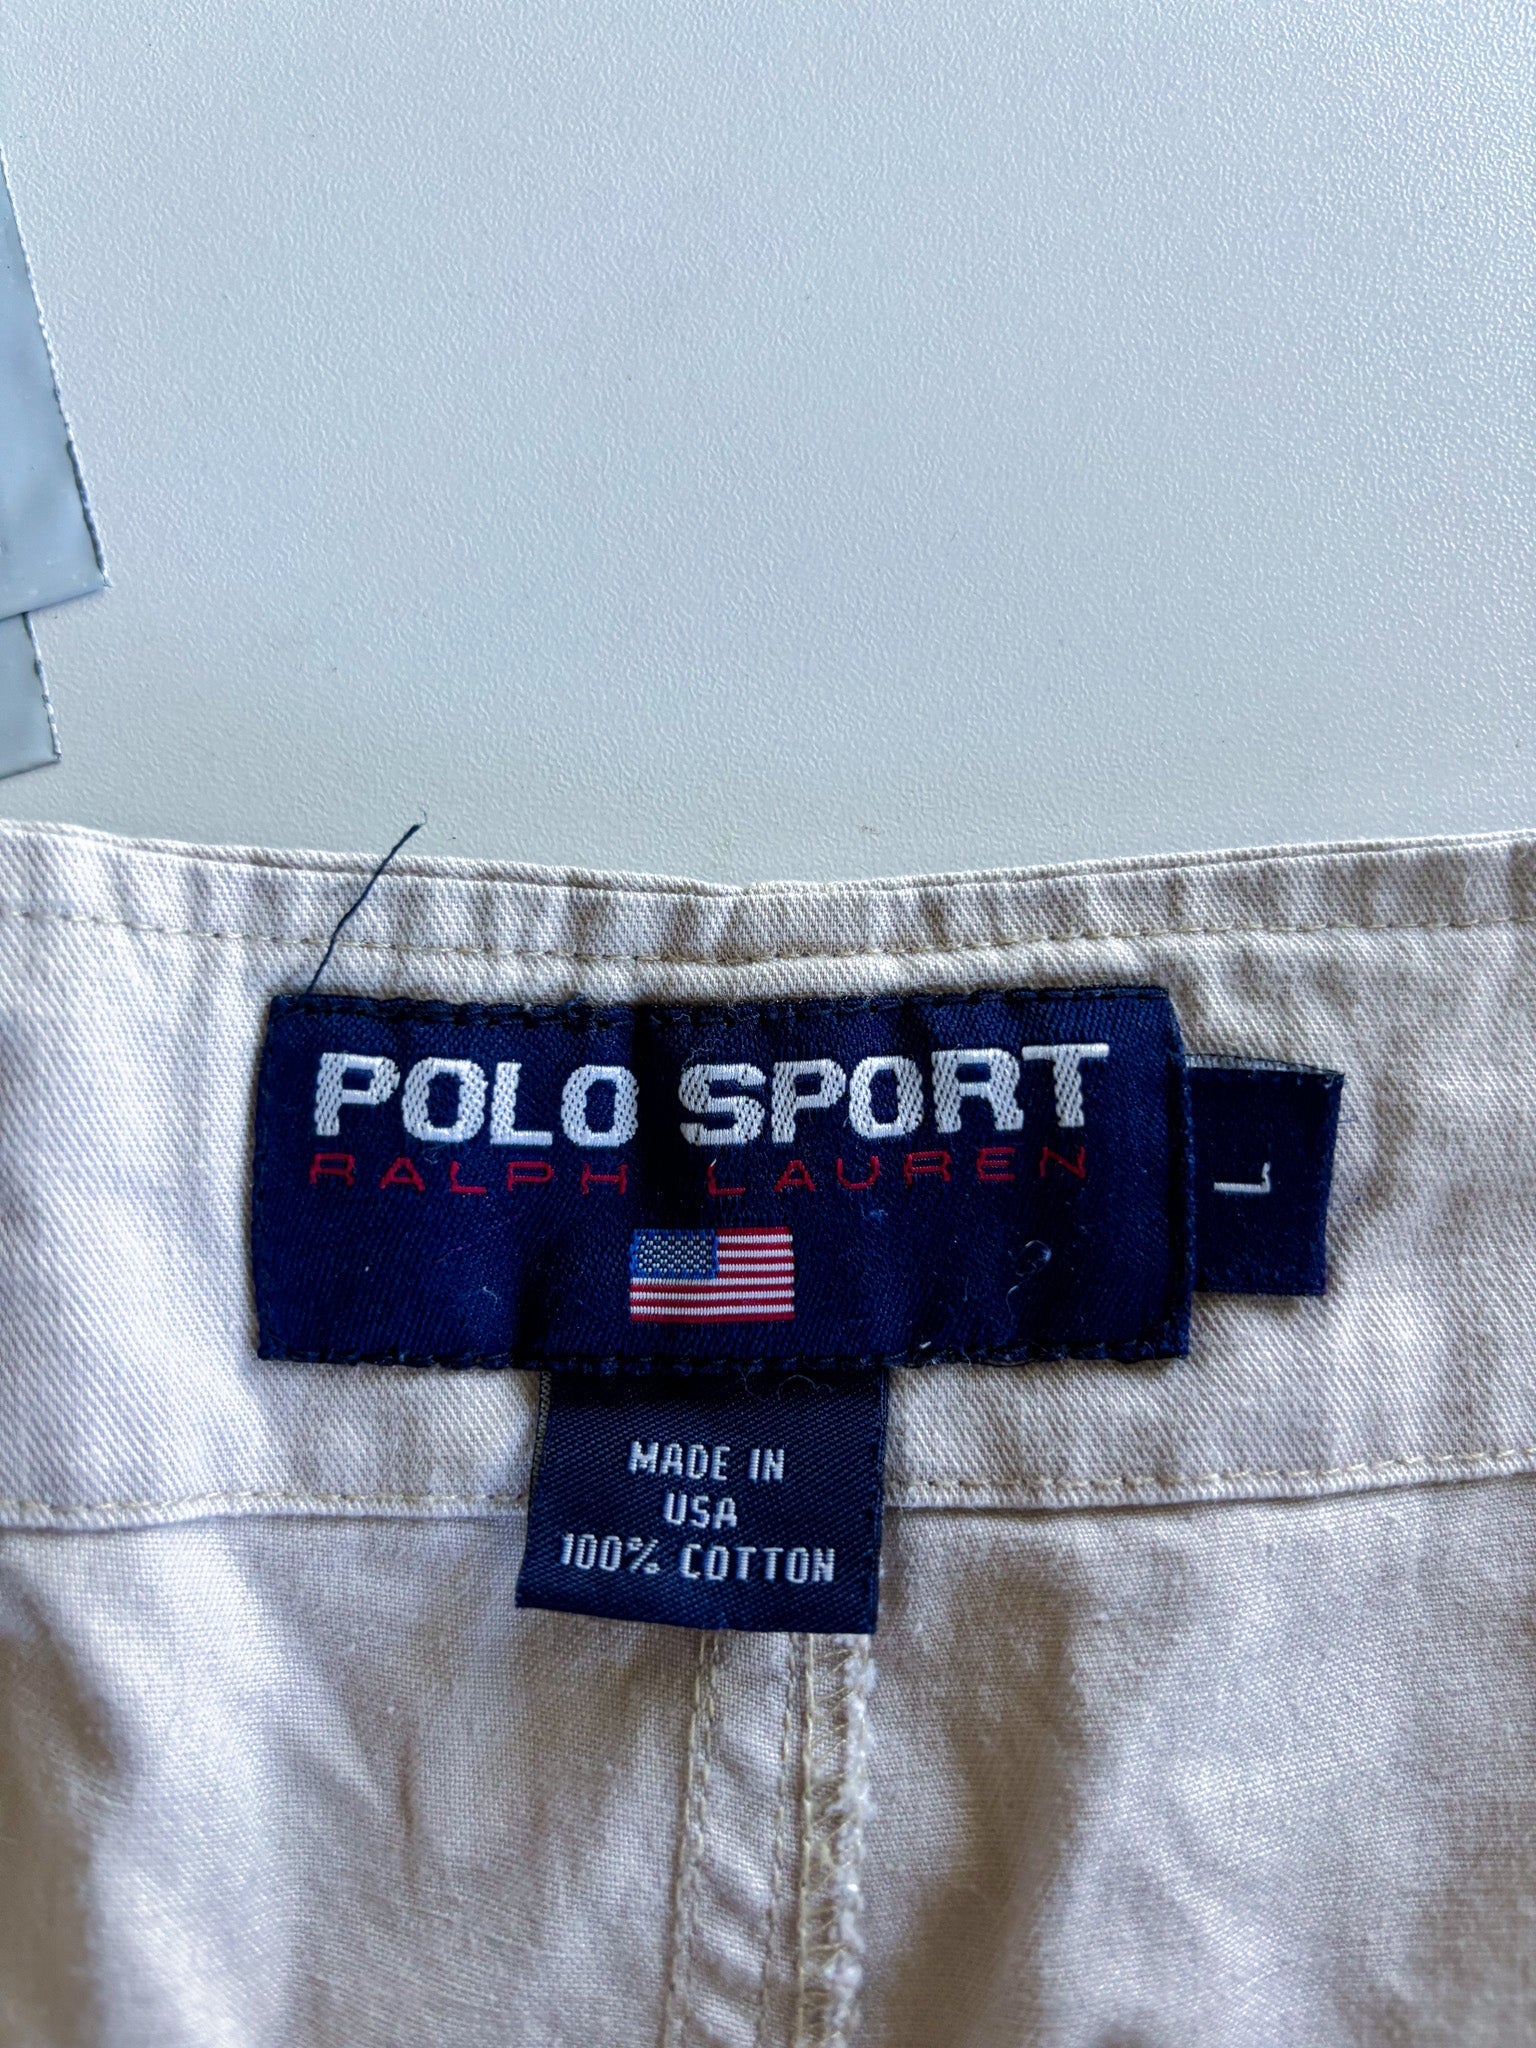 POLO SPORT
RALPH LAUREN
L
MADE IN
USA
100% COTTON